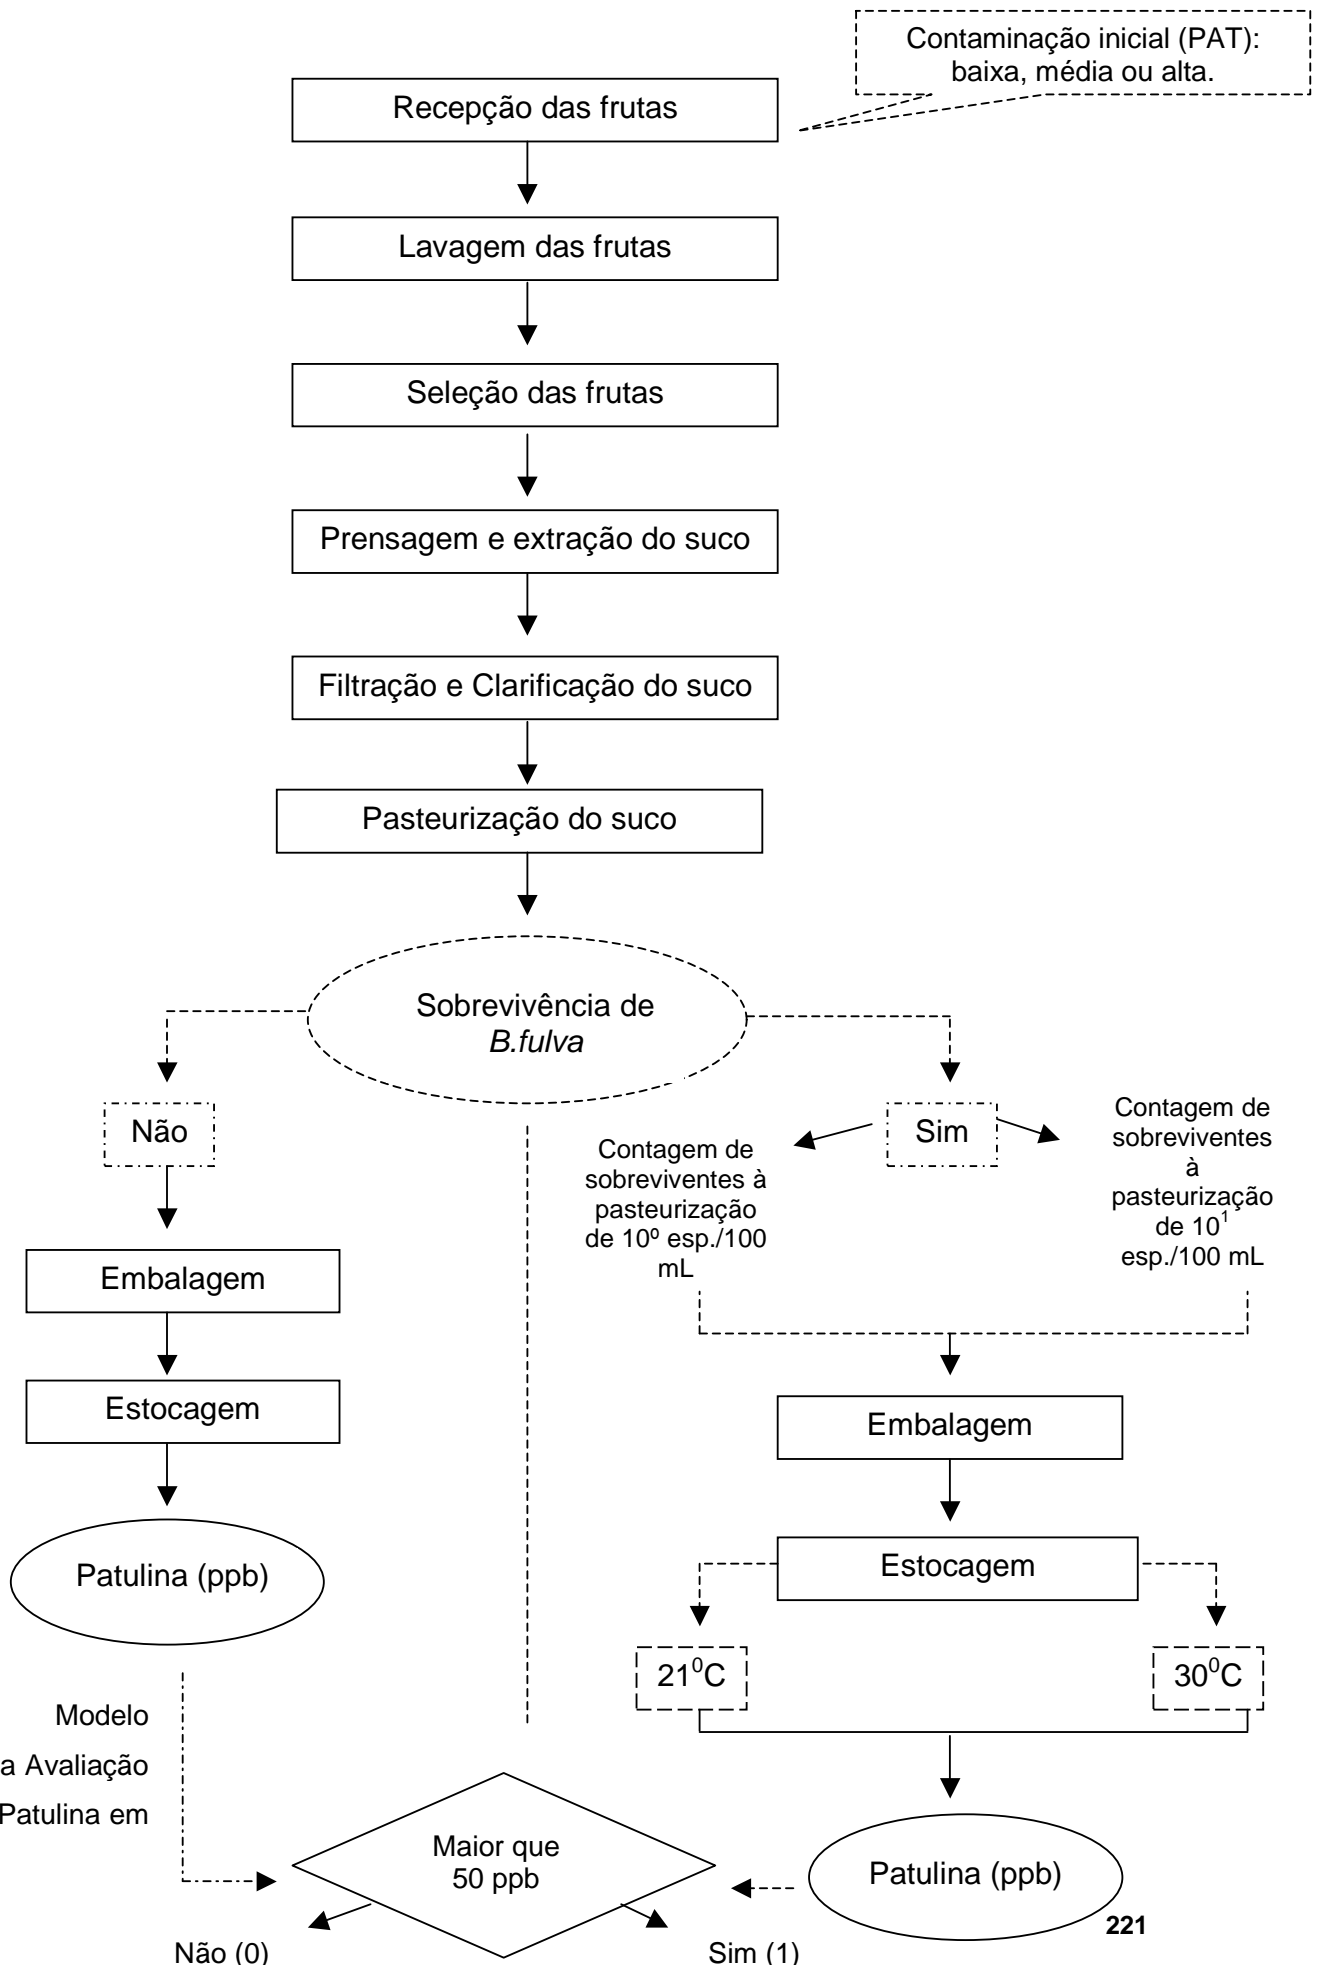 Contaminação inicial (PAT):
baixa, média ou alta.
Recepção das frutas
Lavagem das frutas
Seleção das frutas
Prensagem e extração do suco
Filtração e Clarificação do suco
Pasteurização do suco
Sobrevivência de
B.fulva
Não
Sim
Contagem de
sobreviventes à
pasteurização
de 10º esp./100
mL
Contagem de
sobreviventes
à
pasteurização
de 10¹
esp./100 mL
Embalagem
Estocagem
Patulina (ppb)
Embalagem
Estocagem
21⁰C
30⁰C
Modelo
a Avaliação
Patulina em
Maior que
50 ppb
Patulina (ppb)
221
Não (0)
Sim (1)